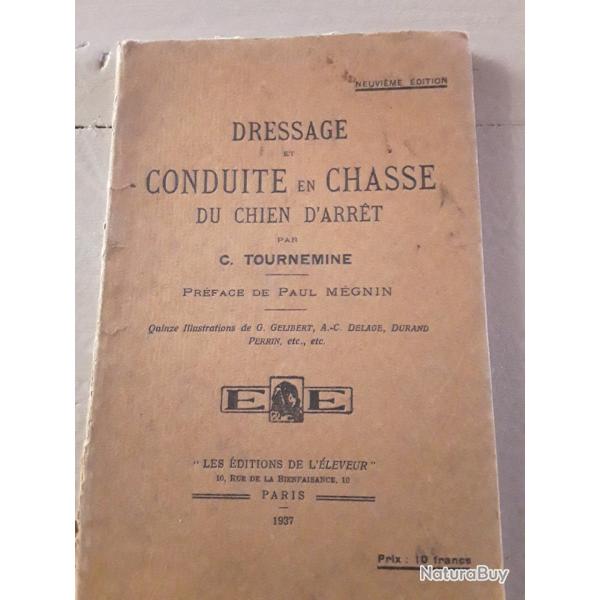 NEUVIÈME ÉDITION
DRESSAGE
ET
CONDUITE EN CHASSE
DU CHIEN D'ARRÊT
PAR
C. TOURNEMINE
PRÉFACE DE PAUL MÉGNIN
Quinze Illustrations de G. GELIBERT, A.-C. DELAGE, DURAND
PERRIN, etc., etc.
E E
" LES ÉDITIONS DE L'ÉLEVEUR "
10, RUE DE LA BIENFAISANCE, 10
PARIS
1937
Prix : 10 francs
NaturaBuy